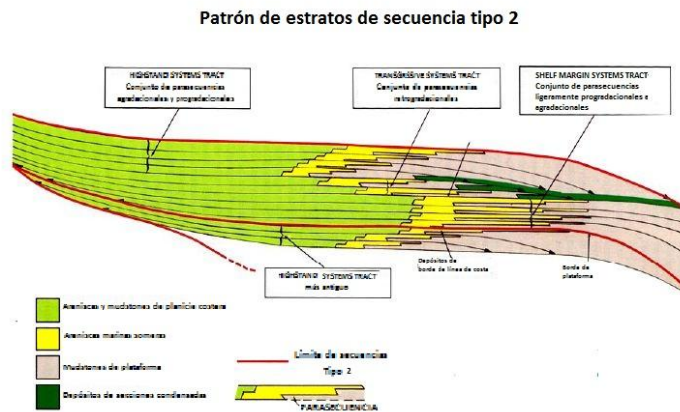 Patrón de estratos de secuencia tipo 2
HIGHSTAND SYSTEMS TRACT
Conjunto de parasecuencias
agradacionales y progradacionales
TRANSGRESSIVE SYSTEMS TRACT
Conjunto de parasecuencias
retrogradacionales
SHELF MARGIN SYSTEMS TRACT
Conjunto de parasecuencias
ligeramente progradacionales a
agradacionales
Depósitos de
borde de línea de costa
Borde de
plataforma
HIGHSTAND SYSTEMS TRACT
más antiguo
Areniscas y mudstones de planicie costera
Areniscas marinas someras
Mudstones de plataforma
Depósitos de secciones condensadas
Límite de secuencias
Tipo 2
PARASECUENCIA